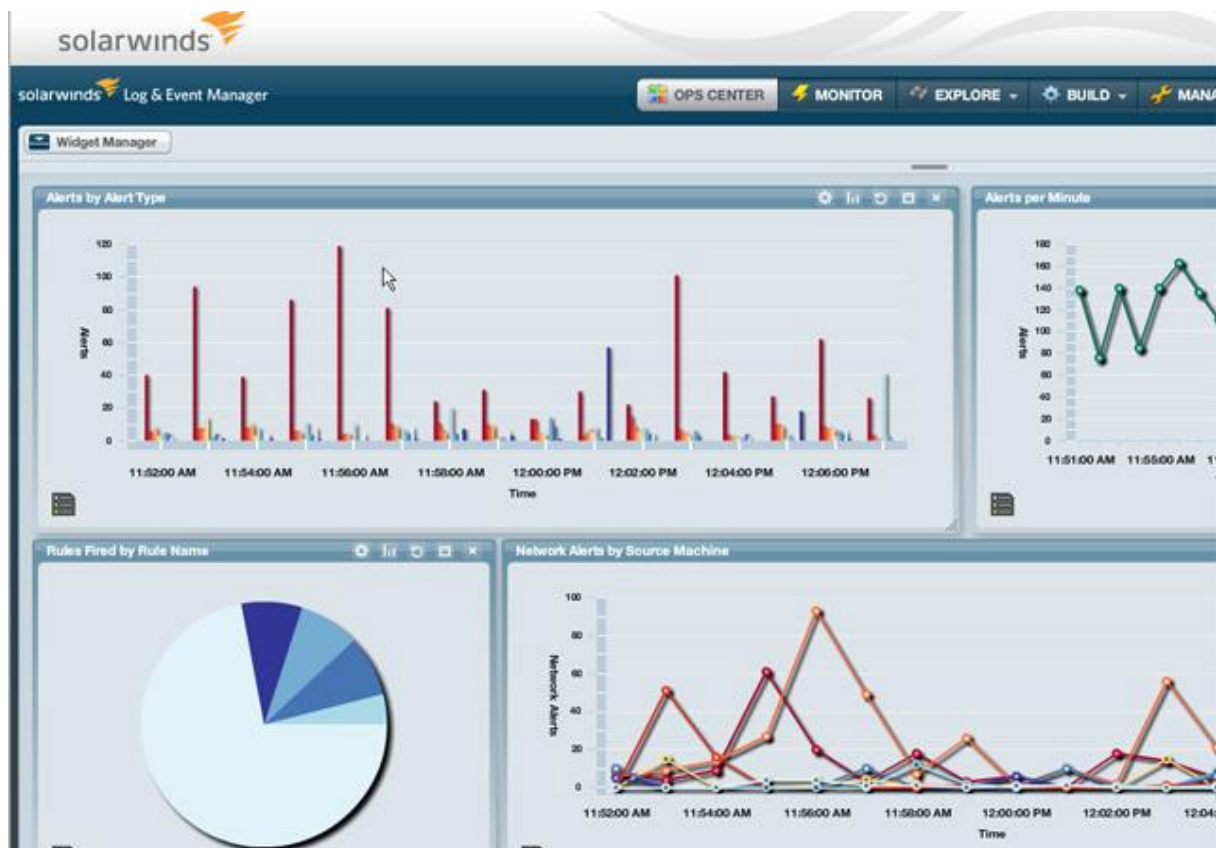 solarwinds
solarwinds Log & Event Manager
OPS CENTER
MONITOR
EXPLORE
BUILD
MANA
Widget Manager
Alerts by Alert Type
120
100
80
60
40
20
0
Alerts
11:52:00 AM 11:54:00 AM 11:56:00 AM 11:58:00 AM 12:00:00 PM 12:02:00 PM 12:04:00 PM 12:06:00 PM
Time
Alerts per Minute
180
160
140
120
100
80
60
40
20
0
Alerts
11:51:00 AM 11:55:00 AM 1
Rules Fired by Rule Name
Network Alerts by Source Machine
100
80
60
40
20
0
Network Alerts
11:52:00 AM 11:54:00 AM 11:56:00 AM 11:58:00 AM 12:00:00 PM 12:02:00 PM 12:04:
Time